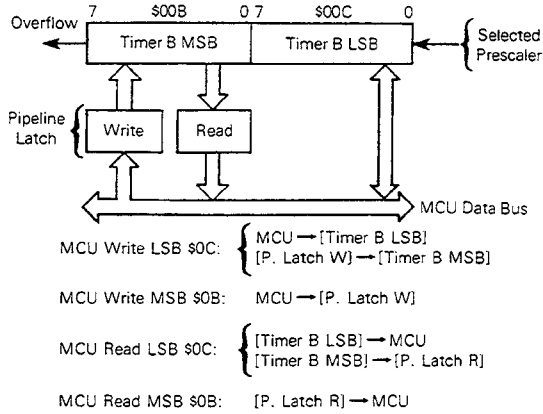 7 $00B 0 7 $00C 0
Overflow
Timer B MSB
Timer B LSB
Selected
Prescaler
Pipeline
Latch
Write
Read
MCU Data Bus
MCU Write LSB $0C:
MCU → [Timer B LSB]
[P. Latch W] → [Timer B MSB]
MCU Write MSB $0B: MCU → [P. Latch W]
MCU Read LSB $0C:
[Timer B LSB] → MCU
[Timer B MSB] → [P. Latch R]
MCU Read MSB $0B: [P. Latch R] → MCU